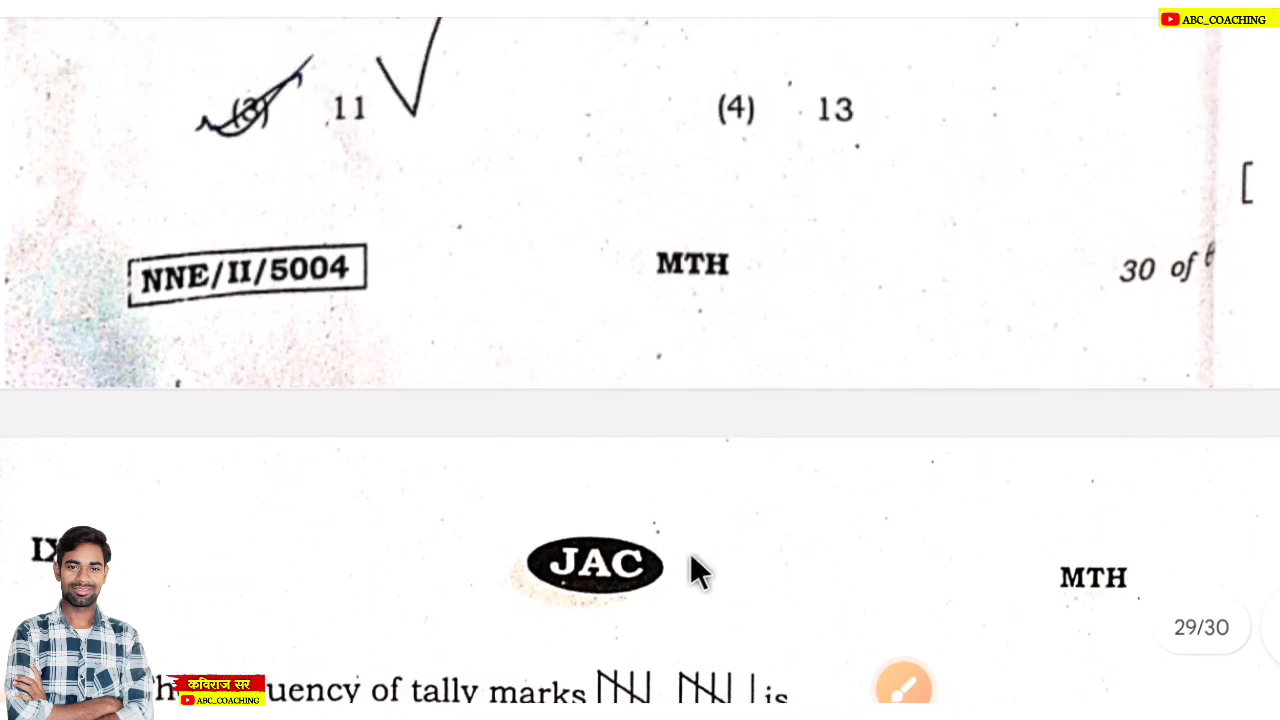 ABC_COACHING
(3) 11 (4) 13
NNE/II/5004 MTH 30 of
IX JAC MTH
29/30
uency of tally marks 𝍸 𝍸 | is
कविराज सर
ABC_COACHING